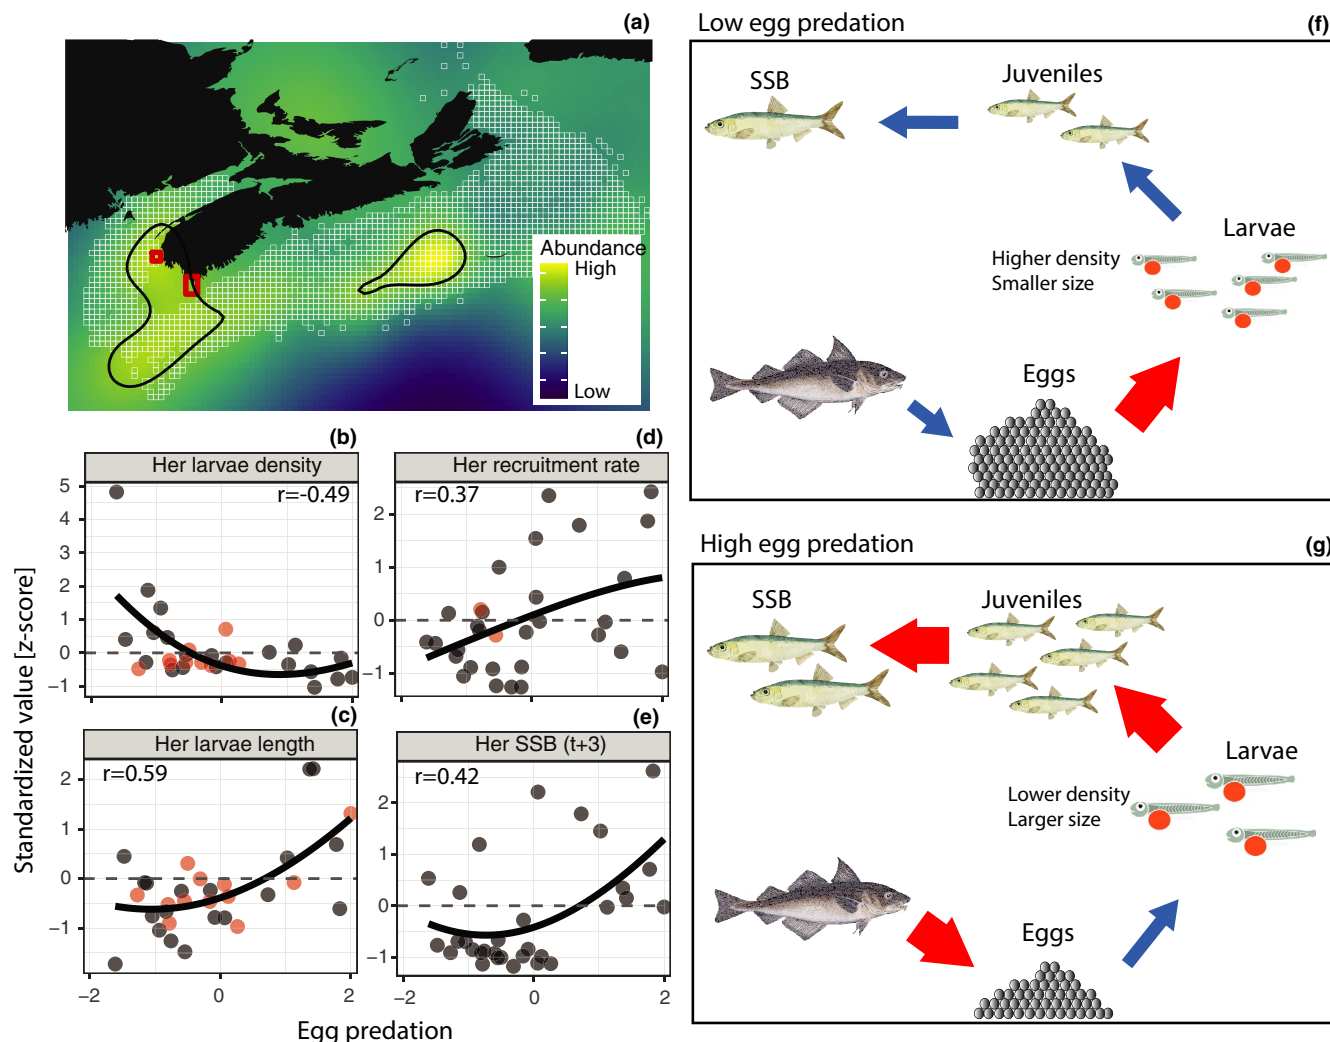 (a)
Abundance
High
Low
Standardized value [z-score]
(b)
Her larvae density
r=-0.49
5
4
3
2
1
0
−1
(d)
Her recruitment rate
r=0.37
2
1
0
−1
(c)
Her larvae length
r=0.59
2
1
0
−1
−2
0
2
(e)
Her SSB (t+3)
r=0.42
2
1
0
−1
−2
0
2
Egg predation
Low egg predation
(f)
SSB
Juveniles
Larvae
Higher density
Smaller size
Eggs
High egg predation
(g)
SSB
Juveniles
Larvae
Lower density
Larger size
Eggs